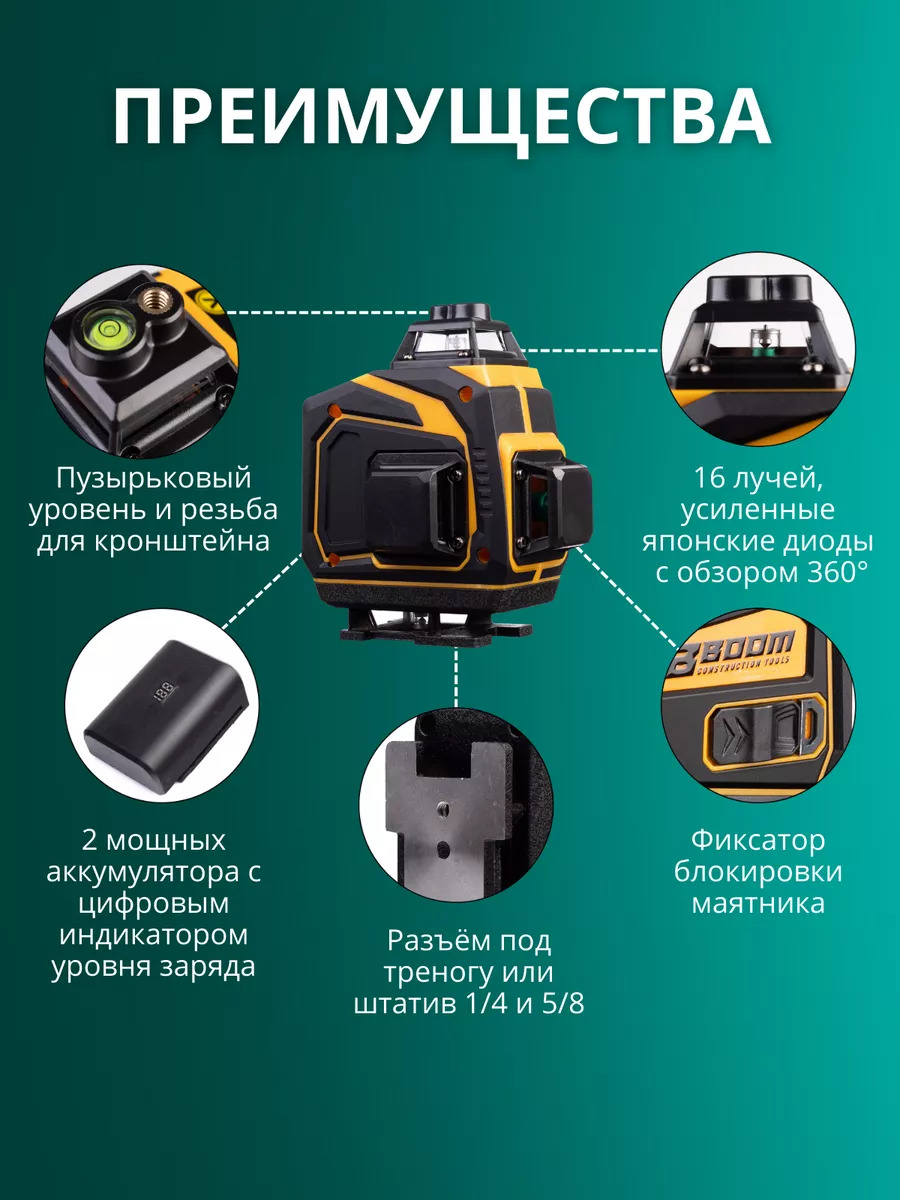 ПРЕИМУЩЕСТВА
Пузырьковый
уровень и резьба
для кронштейна
16 лучей,
усиленные
японские диоды
с обзором 360°
188
BOOM
CONSTRUCTION TOOLS
2 мощных
аккумулятора с
цифровым
индикатором
уровня заряда
Разъём под
треногу или
штатив 1/4 и 5/8
Фиксатор
блокировки
маятника